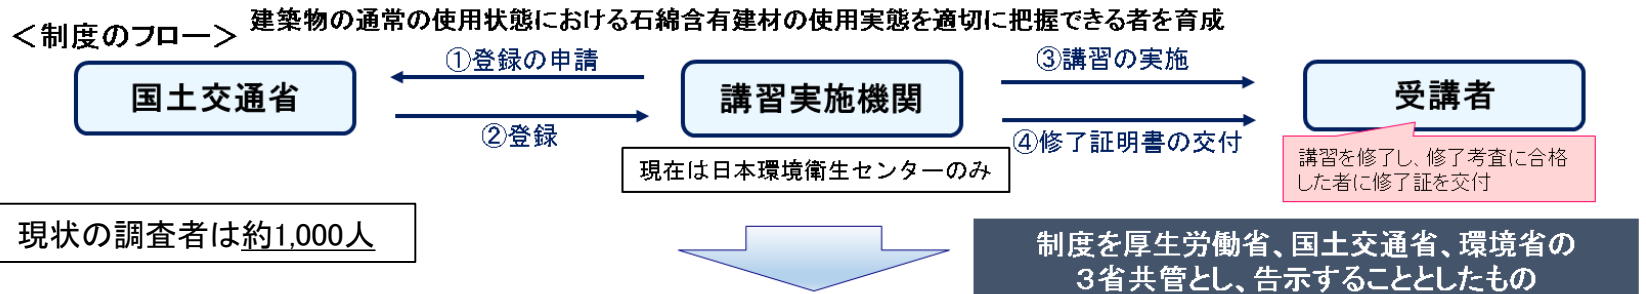 建築物の通常の使用状態における石綿含有建材の使用実態を適切に把握できる者を育成
＜制度のフロー＞
①登録の申請
③講習の実施
国土交通省
講習実施機関
受講者
②登録
④修了証明書の交付
現在は日本環境衛生センターのみ
講習を修了し、修了考査に合格
した者に修了証を交付
現状の調査者は約1,000人
制度を厚生労働省、国土交通省、環境省の
３省共管とし、告示することとしたもの